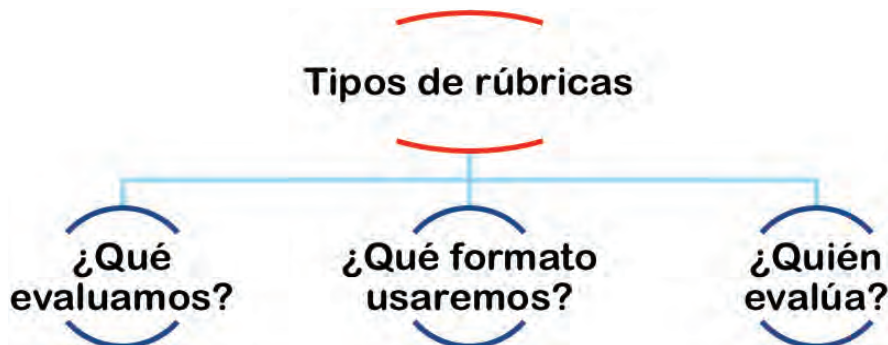 Tipos de rúbricas
¿Qué
evaluamos?
¿Qué formato
usaremos?
¿Quién
evalúa?